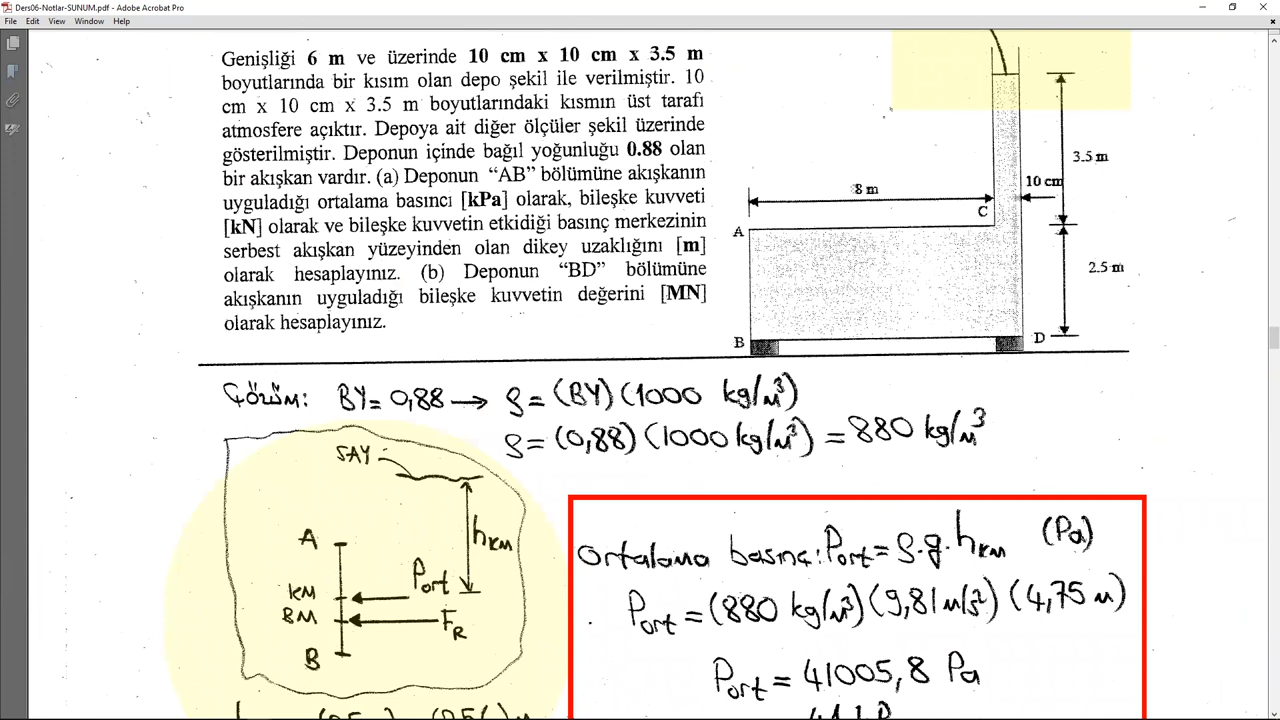 Ders06-Notlar-SUNUM.pdf - Adobe Acrobat Pro
File Edit View Window Help
Genişliği 6 m ve üzerinde 10 cm x 10 cm x 3.5 m
boyutlarında bir kısım olan depo şekil ile verilmiştir. 10
cm x 10 cm x 3.5 m boyutlarındaki kısmın üst tarafı
atmosfere açıktır. Depoya ait diğer ölçüler şekil üzerinde
gösterilmiştir. Deponun içinde bağıl yoğunluğu 0.88 olan
bir akışkan vardır. (a) Deponun “AB” bölümüne akışkanın
uyguladığı ortalama basıncı [kPa] olarak, bileşke kuvveti
[kN] olarak ve bileşke kuvvetin etkidiği basınç merkezinin
serbest akışkan yüzeyinden olan dikey uzaklığını [m]
olarak hesaplayınız. (b) Deponun “BD” bölümüne
akışkanın uyguladığı bileşke kuvvetin değerini [MN]
olarak hesaplayınız.
3.5 m
10 cm
8 m
C
A
2.5 m
B
D
Çözüm: BY= 0,88 → ρ = (BY) (1000 kg/m³)
ρ = (0,88) (1000 kg/m³) = 880 kg/m³
SAY
hKM
A
KM
Port
BM
FR
B
Ortalama basınç: Port = ρ.g.hKM (Pa)
Port = (880 kg/m³) (9,81 m/s²) (4,75 m)
Port = 41005,8 Pa